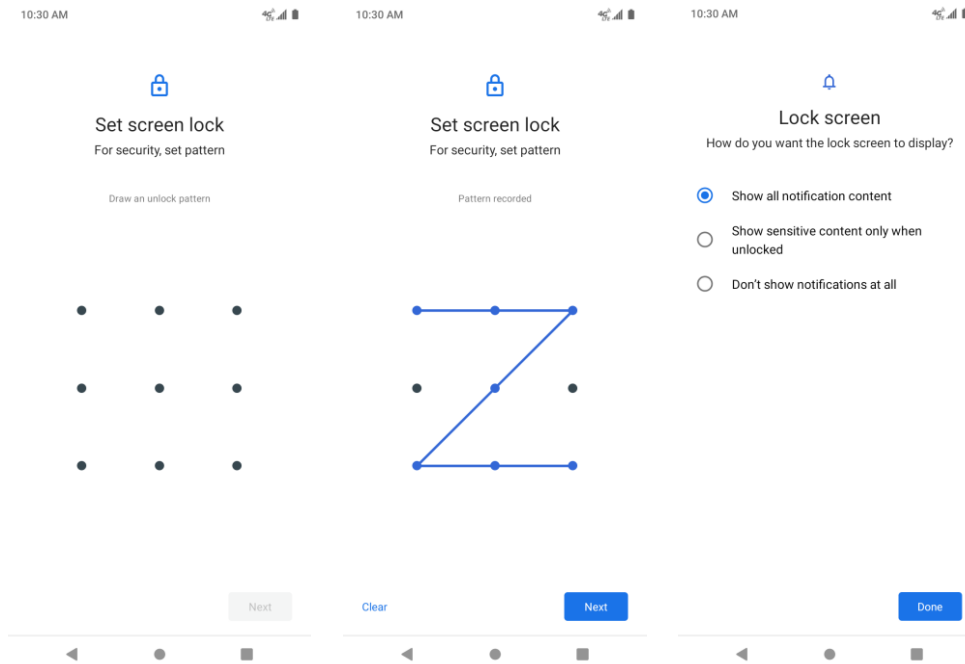 10:30 AM
Set screen lock
For security, set pattern
Draw an unlock pattern
Next
10:30 AM
Set screen lock
For security, set pattern
Pattern recorded
Clear
Next
10:30 AM
Lock screen
How do you want the lock screen to display?
Show all notification content
Show sensitive content only when
unlocked
Don't show notifications at all
Done